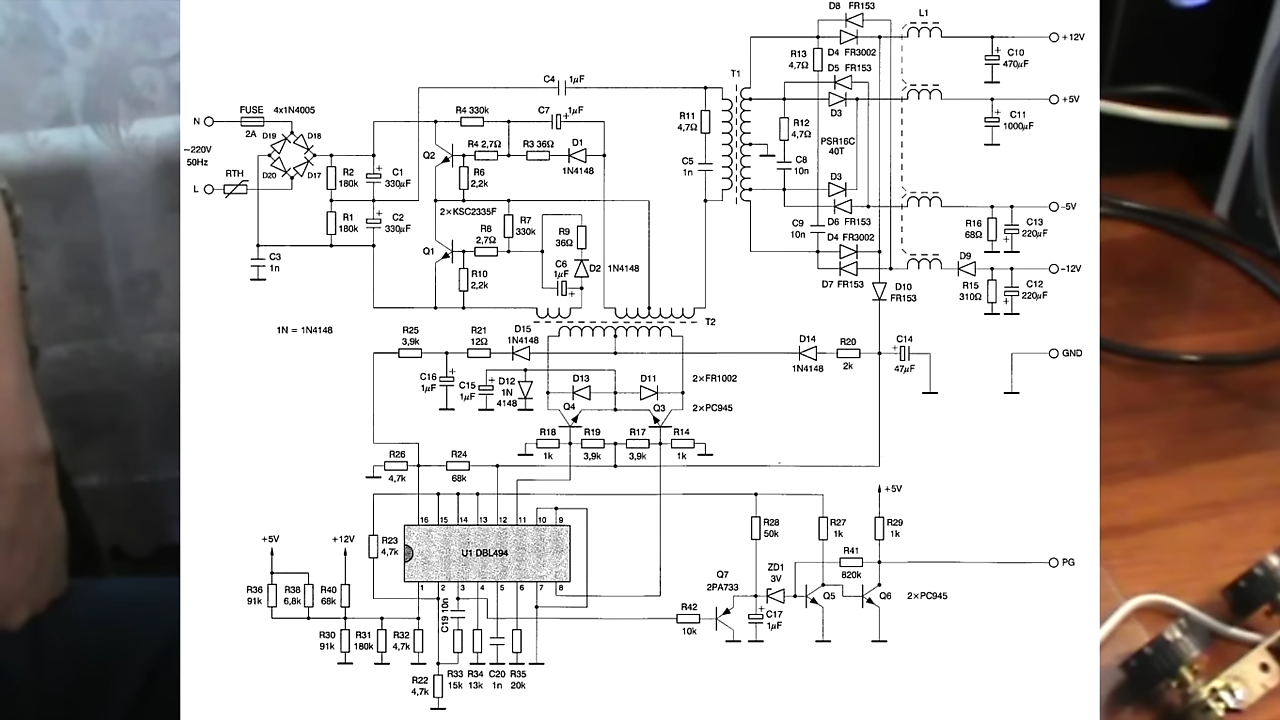 D8 FR153
L1
+12V
R13
4,7Ω
D4 FR3002
C10
470µF
D5 FR153
T1
C4 1µF
+5V
FUSE 4x1N4005
N
2A
D19 D18
R4 330k
C7 1µF
R11
4,7Ω
R12
4,7Ω
D3
C11
1000µF
~220V
50Hz
PSR16C
40T
Q2
R4 2,7Ω
R3 36Ω
D1
1N4148
RTH
D20 D17
R2
180k
C1
330µF
R6
2,2k
C5
1n
C8
10n
L
D3
-5V
2×KSC2335F
R1
180k
C2
330µF
R7
330k
R8
2,7Ω
R9
36Ω
C9
10n
D6 FR153
R16
68Ω
C13
220µF
D4 FR3002
Q1
C3
1n
C6
1µF
D2 1N4148
D9
-12V
R10
2,2k
D7 FR153
D10
FR153
R15
310Ω
C12
220µF
T2
1N = 1N4148
R25
3,9k
R21
12Ω
D15
1N4148
D14
1N4148
R20
2k
C14
47µF
GND
C16
1µF
C15
1µF
D12
1N
4148
D13
D11
2×FR1002
Q4
Q3
2×PC945
R18
1k
R19
3,9k
R17
3,9k
R14
1k
R26
4,7k
R24
68k
+5V
16 15 14 13 12 11 10 9
R28
50k
R27
1k
R29
1k
+5V
+12V
R23
4,7k
U1 DBL494
R41
820k
PG
Q7
2PA733
ZD1
3V
1 2 3 4 5 6 7 8
R36
91k
R38
6,8k
R40
68k
C19 10n
Q5
Q6
2×PC945
R42
10k
C17
1µF
R30
91k
R31
180k
R32
4,7k
R22
4,7k
R33
15k
R34
13k
C20
1n
R35
20k